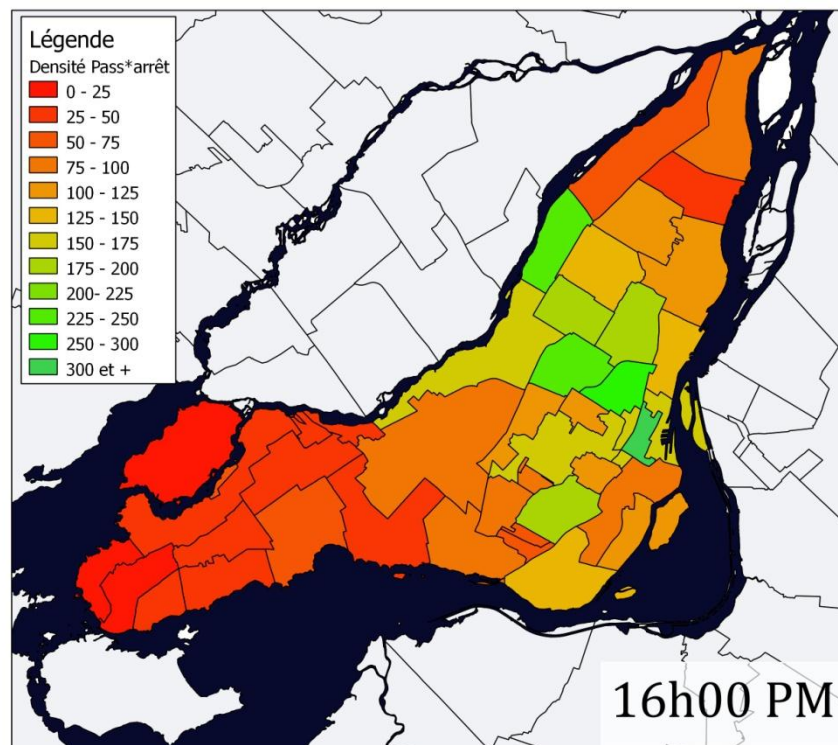 Légende
Densité Pass*arrêt
0 - 25
25 - 50
50 - 75
75 - 100
100 - 125
125 - 150
150 - 175
175 - 200
200- 225
225 - 250
250 - 300
300 et +
16h00 PM